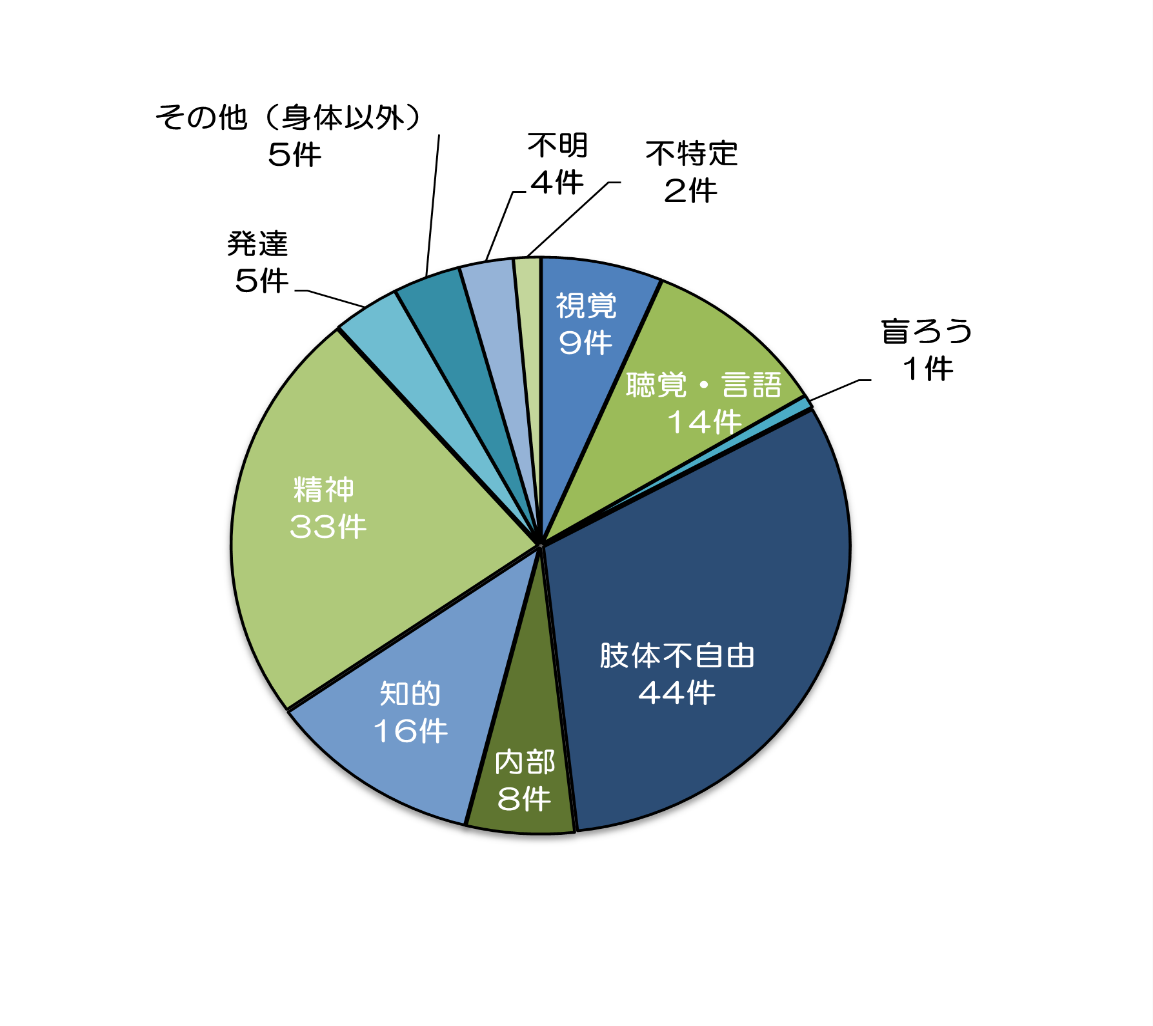 その他（身体以外）
5件
不明
4件
不特定
2件
発達
5件
視覚
9件
盲ろう
1件
聴覚・言語
14件
精神
33件
肢体不自由
44件
知的
16件
内部
8件